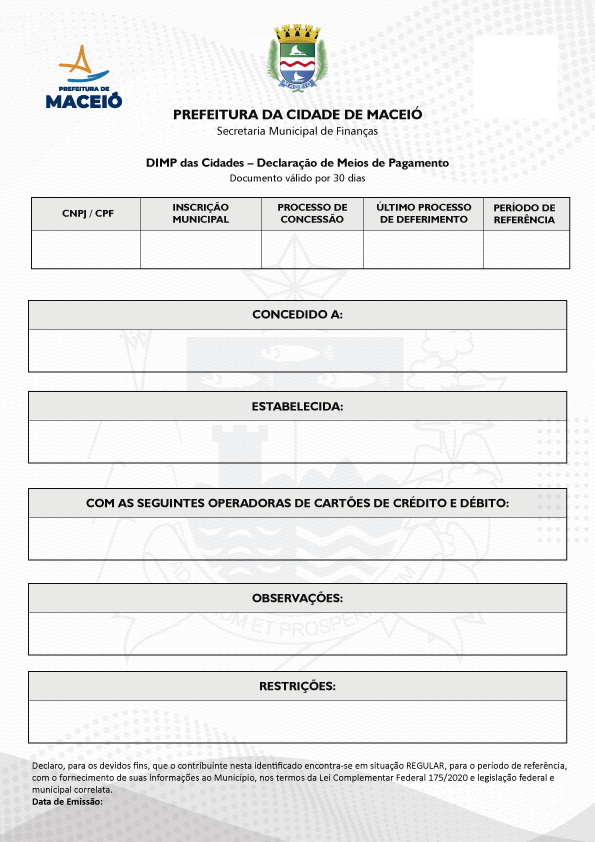 PREFEITURA DE
MACEIÓ
MACEIÓ
PREFEITURA DA CIDADE DE MACEIÓ
Secretaria Municipal de Finanças
DIMP das Cidades – Declaração de Meios de Pagamento
Documento válido por 30 dias
CNPJ / CPF
INSCRIÇÃO
MUNICIPAL
PROCESSO DE
CONCESSÃO
ÚLTIMO PROCESSO
DE DEFERIMENTO
PERÍODO DE
REFERÊNCIA
CONCEDIDO A:
ESTABELECIDA:
COM AS SEGUINTES OPERADORAS DE CARTÕES DE CRÉDITO E DÉBITO:
OBSERVAÇÕES:
RESTRIÇÕES:
Declaro, para os devidos fins, que o contribuinte nesta identificado encontra-se em situação REGULAR, para o período de referência,
com o fornecimento de suas informações ao Município, nos termos da Lei Complementar Federal 175/2020 e legislação federal e
municipal correlata.
Data de Emissão: